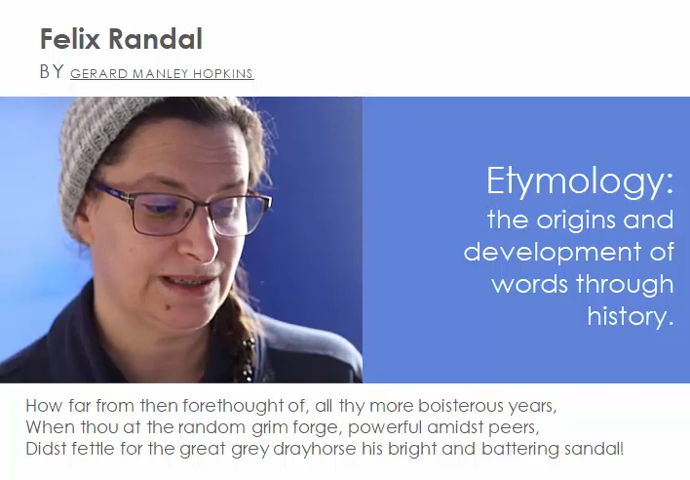 Felix Randal
BY GERARD MANLEY HOPKINS
Etymology:
the origins and
development of
words through
history.
How far from then forethought of, all thy more boisterous years,
When thou at the random grim forge, powerful amidst peers,
Didst fettle for the great grey drayhorse his bright and battering sandal!